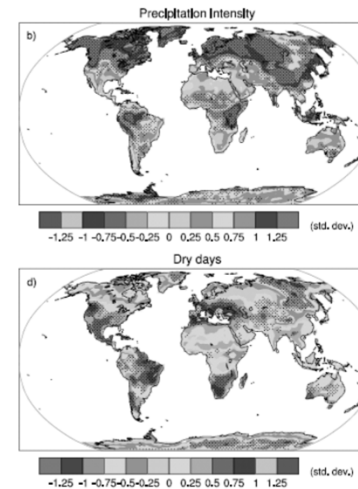 Precipitation Intensity
b)
-1.25 -1 -0.75-0.5-0.25 0 0.25 0.5 0.75 1 1.25 (std. dev.)
Dry days
d)
-1.25 -1 -0.75-0.5-0.25 0 0.25 0.5 0.75 1 1.25 (std. dev.)